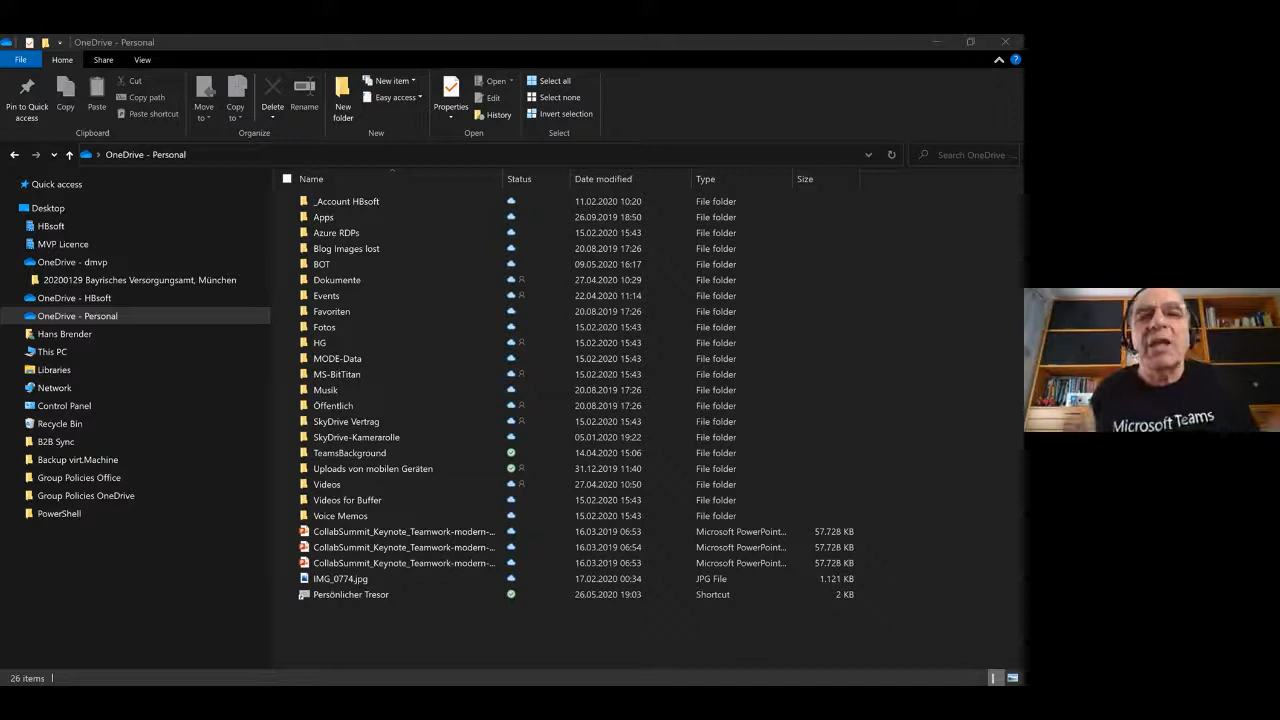 OneDrive - Personal
File Home Share View
Pin to Quick access
Copy
Paste
Cut
Copy path
Paste shortcut
Clipboard
Move to
Copy to
Delete
Rename
Organize
New folder
New item
Easy access
New
Properties
Open
Edit
History
Open
Select all
Select none
Invert selection
Select
OneDrive - Personal
Search OneDrive ...
Quick access
Desktop
HBsoft
MVP Licence
OneDrive - dmvp
20200129 Bayrisches Versorgungsamt, München
OneDrive - HBsoft
OneDrive - Personal
Hans Brender
This PC
Libraries
Network
Control Panel
Recycle Bin
B2B Sync
Backup virt.Machine
Group Policies Office
Group Policies OneDrive
PowerShell
Name Status Date modified Type Size
_Account HBsoft 11.02.2020 10:20 File folder
Apps 26.09.2019 18:50 File folder
Azure RDPs 15.02.2020 15:43 File folder
Blog Images lost 20.08.2019 17:26 File folder
BOT 09.05.2020 16:17 File folder
Dokumente 27.04.2020 10:29 File folder
Events 22.04.2020 11:14 File folder
Favoriten 20.08.2019 17:26 File folder
Fotos 15.02.2020 15:43 File folder
HG 15.02.2020 15:43 File folder
MODE-Data 15.02.2020 15:43 File folder
MS-BitTitan 15.02.2020 15:43 File folder
Musik 20.08.2019 17:26 File folder
Öffentlich 20.08.2019 17:26 File folder
SkyDrive Vertrag 15.02.2020 15:43 File folder
SkyDrive-Kamerarolle 05.01.2020 19:22 File folder
TeamsBackground 14.04.2020 15:06 File folder
Uploads von mobilen Geräten 31.12.2019 11:40 File folder
Videos 27.04.2020 10:50 File folder
Videos for Buffer 15.02.2020 15:43 File folder
Voice Memos 15.02.2020 15:43 File folder
CollabSummit_Keynote_Teamwork-modern-... 16.03.2019 06:53 Microsoft PowerPoint... 57.728 KB
CollabSummit_Keynote_Teamwork-modern-... 16.03.2019 06:54 Microsoft PowerPoint... 57.728 KB
CollabSummit_Keynote_Teamwork-modern-... 16.03.2019 06:53 Microsoft PowerPoint... 57.728 KB
IMG_0774.jpg 17.02.2020 00:34 JPG File 1.121 KB
Persönlicher Tresor 26.05.2020 19:03 Shortcut 2 KB
26 items
Microsoft Teams